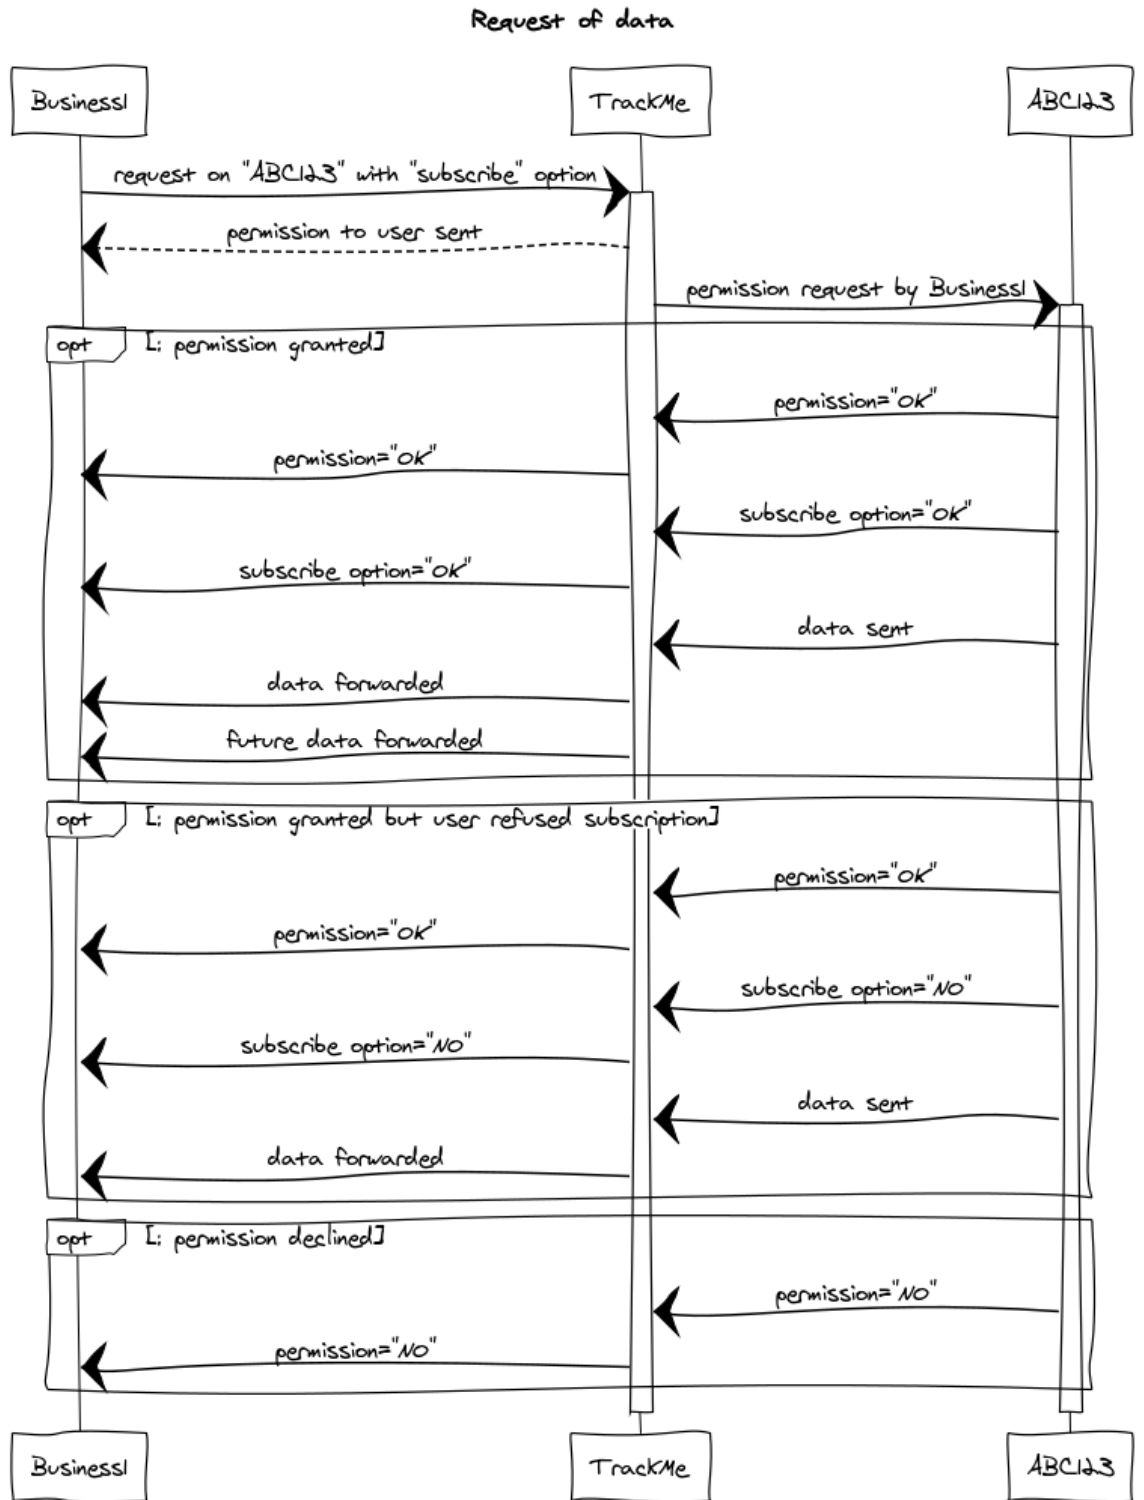 Request of data
Business1
TrackMe
ABC123
request on "ABC123" with "subscribe" option
permission to user sent
permission request by Business1
opt
[: permission granted]
permission="OK"
permission="OK"
subscribe option="OK"
subscribe option="OK"
data sent
data forwarded
future data forwarded
opt
[: permission granted but user refused subscription]
permission="OK"
permission="OK"
subscribe option="NO"
subscribe option="NO"
data sent
data forwarded
opt
[: permission declined]
permission="NO"
permission="NO"
Business1
TrackMe
ABC123